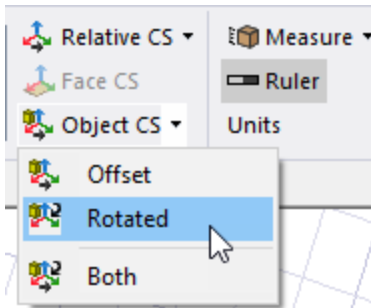 Relative CS
Measure
Face CS
Ruler
Object CS
Units
Offset
Rotated
Both